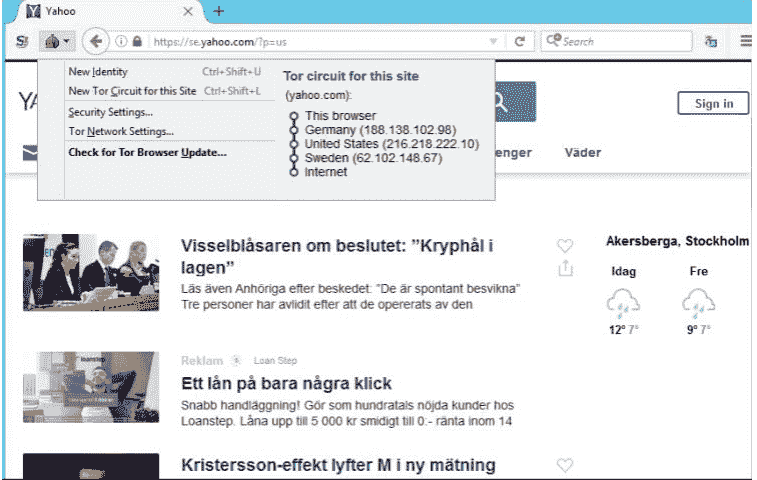 Yahoo
https://se.yahoo.com/?p=us
Search
New Identity Ctrl+Shift+U
New Tor Circuit for this Site Ctrl+Shift+L
Security Settings...
Tor Network Settings...
Check for Tor Browser Update...
Tor circuit for this site
(yahoo.com):
This browser
Germany (188.138.102.98)
United States (216.218.222.10)
Sweden (62.102.148.67)
Internet
YA
Sign in
enger Väder
Visselblåsaren om beslutet: ”Kryphål i
lagen”
Läs även Anhöriga efter beskedet: ”De är spontant besvikna”
Tre personer har avlidit efter att de opererats av den
Akersberga, Stockholm
Idag Fre
12° 7° 9° 7°
loanstep
Reklam Loan Step
Ett lån på bara några klick
Snabb handläggning! Gör som hundratals nöjda kunder hos
Loanstep. Låna upp till 5 000 kr smidigt till 0:- ränta inom 14
Kristersson-effekt lyfter M i ny mätning